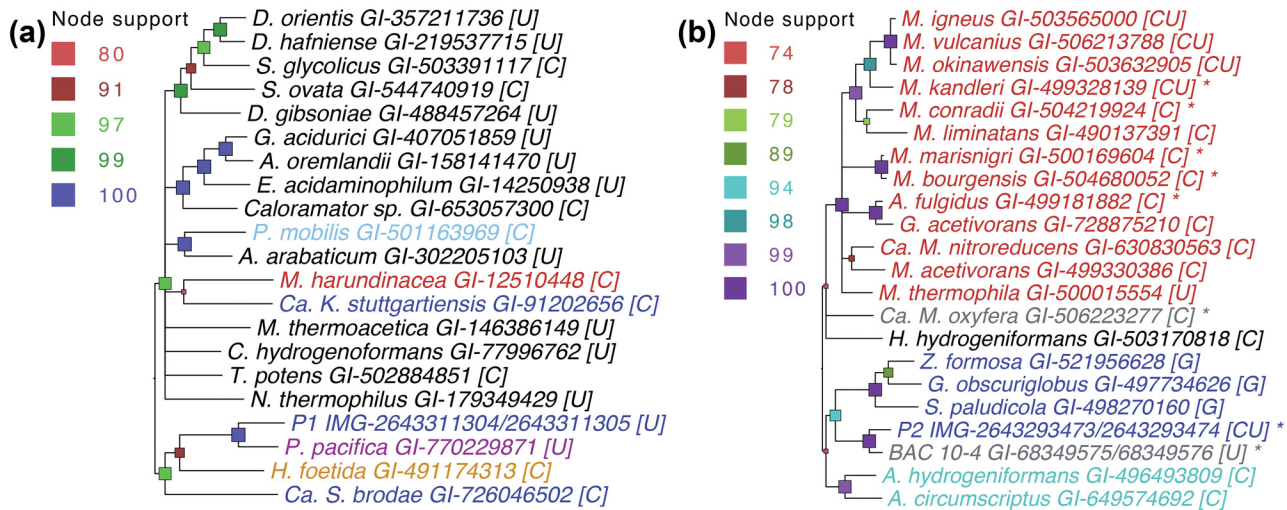 (a)
Node support
80
91
97
99
100
D. orientis GI-357211736 [U]
D. hafniense GI-219537715 [U]
S. glycolicus GI-503391117 [C]
S. ovata GI-544740919 [C]
D. gibsoniae GI-488457264 [U]
G. acidurici GI-407051859 [U]
A. oremlandii GI-158141470 [U]
E. acidaminophilum GI-14250938 [U]
Caloramator sp. GI-653057300 [C]
P. mobilis GI-501163969 [C]
A. arabaticum GI-302205103 [U]
M. harundinacea GI-12510448 [C]
Ca. K. stuttgartiensis GI-91202656 [C]
M. thermoacetica GI-146386149 [U]
C. hydrogenoformans GI-77996762 [U]
T. potens GI-502884851 [C]
N. thermophilus GI-179349429 [U]
P1 IMG-2643311304/2643311305 [U]
P. pacifica GI-770229871 [U]
H. foetida GI-491174313 [C]
Ca. S. brodae GI-726046502 [C]
(b)
Node support
74
78
79
89
94
98
99
100
M. igneus GI-503565000 [CU]
M. vulcanius GI-506213788 [CU]
M. okinawensis GI-503632905 [CU]
M. kandleri GI-499328139 [CU] *
M. conradii GI-504219924 [C] *
M. liminatans GI-490137391 [C]
M. marisnigri GI-500169604 [C] *
M. bourgensis GI-504680052 [C] *
A. fulgidus GI-499181882 [C] *
G. acetivorans GI-728875210 [C]
Ca. M. nitroreducens GI-630830563 [C]
M. acetivorans GI-499330386 [C]
M. thermophila GI-500015554 [U]
Ca. M. oxyfera GI-506223277 [C] *
H. hydrogeniformans GI-503170818 [C]
Z. formosa GI-521956628 [G]
G. obscuriglobus GI-497734626 [G]
S. paludicola GI-498270160 [G]
P2 IMG-2643293473/2643293474 [CU] *
BAC 10-4 GI-68349575/68349576 [U] *
A. hydrogeniformans GI-496493809 [C]
A. circumscriptus GI-649574692 [C]